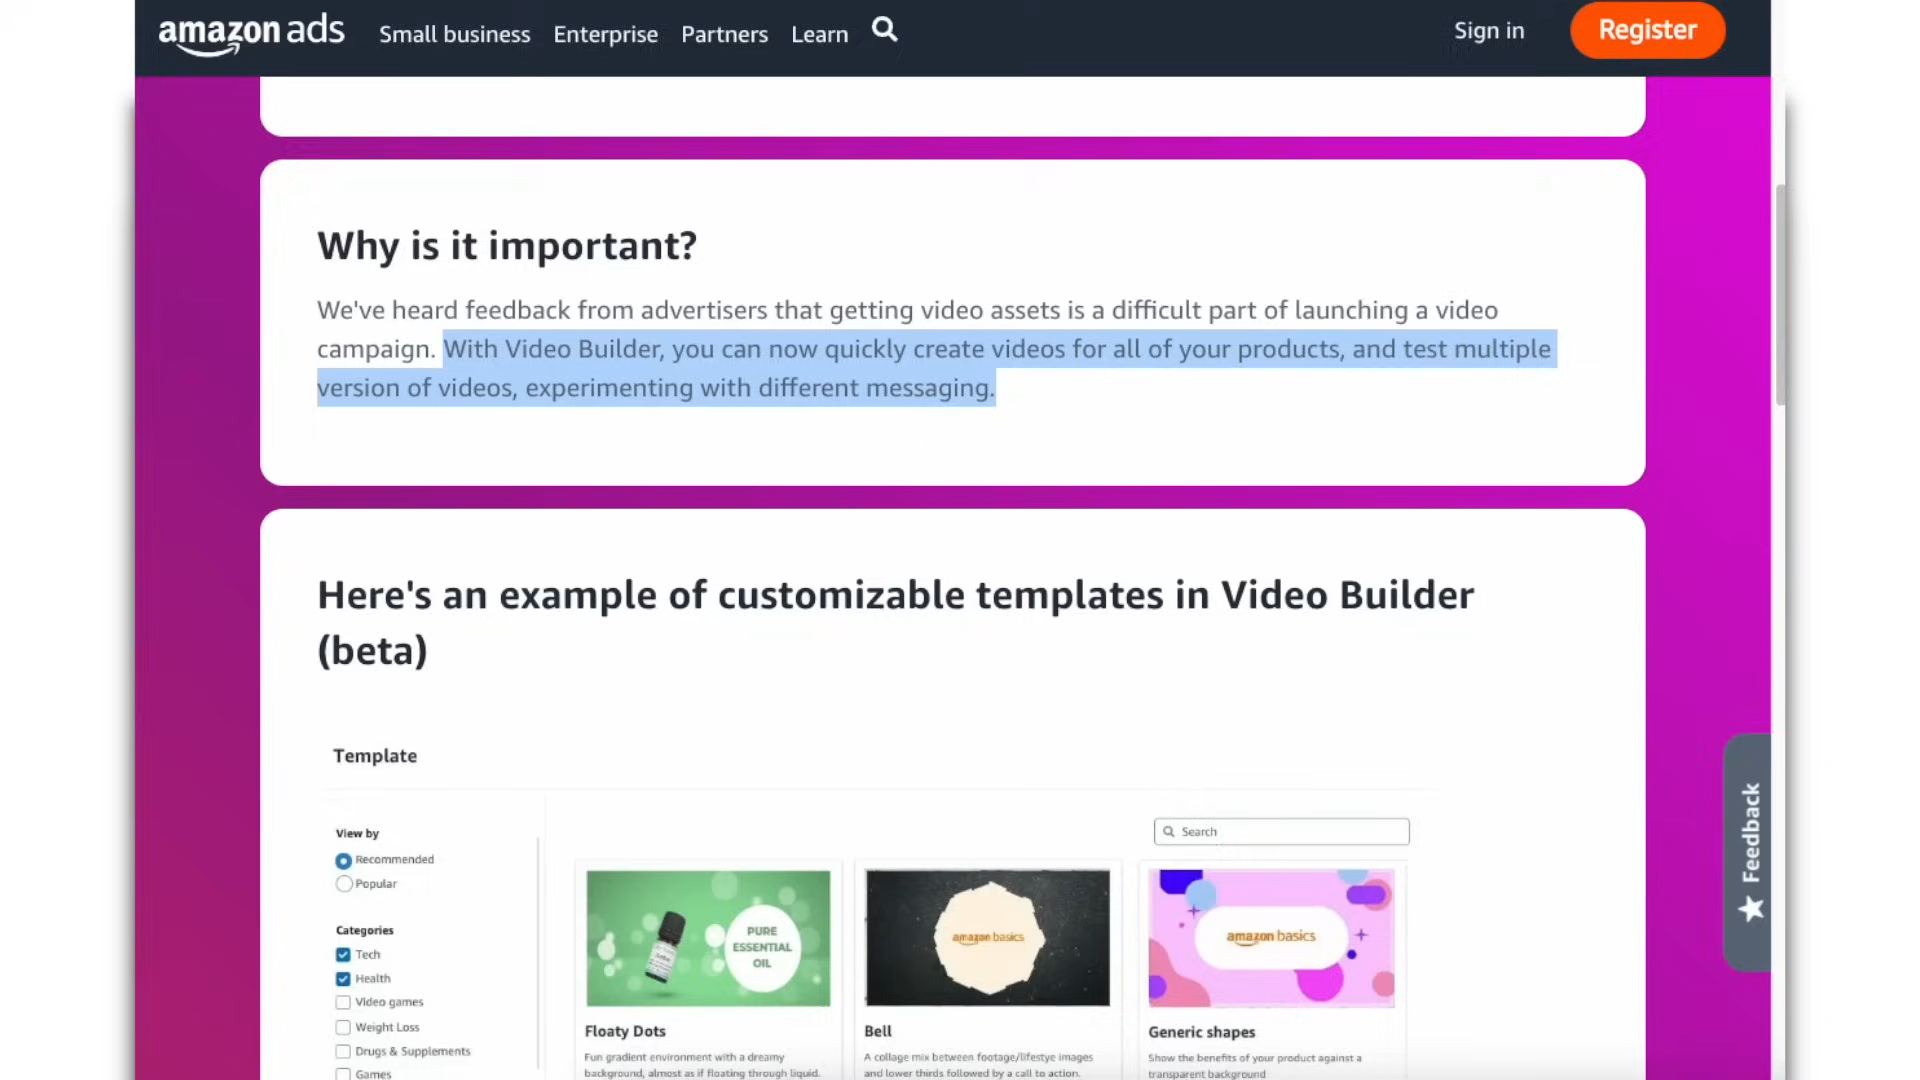 amazon ads Small business Enterprise Partners Learn Sign in Register
Why is it important?
We've heard feedback from advertisers that getting video assets is a difficult part of launching a video
campaign. With Video Builder, you can now quickly create videos for all of your products, and test multiple
version of videos, experimenting with different messaging.
Here's an example of customizable templates in Video Builder
(beta)
Template
Search
View by
Recommended
Popular
Categories
Tech
Health
Video games
Weight Loss
Drugs & Supplements
Games
PURE
ESSENTIAL
OIL
Floaty Dots
Fun gradient environment with a dreamy
background, almost as if floating through liquid.
amazon basics
Bell
A collage mix between footage/lifestye images
and lower thirds followed by a call to action.
amazon basics
Generic shapes
Show the benefits of your product against a
transparent background
Feedback